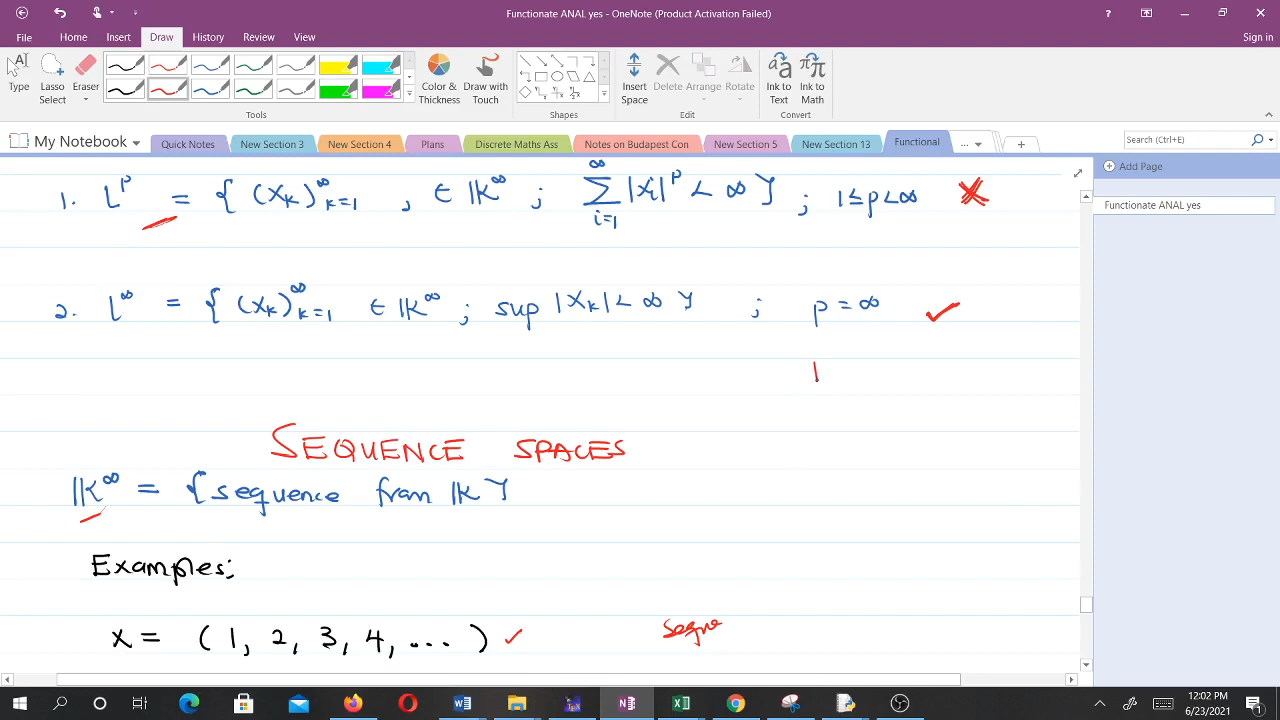 Functionate ANAL yes - OneNote (Product Activation Failed)
File Home Insert Draw History Review View Sign in
Type Lasso Select Eraser Color & Thickness Draw with Touch Insert Space Delete Arrange Rotate Ink to Text Ink to Math
Tools Shapes Edit Convert
My Notebook Quick Notes New Section 3 New Section 4 Plans Discrete Maths Ass Notes on Budapest Con New Section 5 New Section 13 Functional ... Search (Ctrl+E)
Add Page
Functionate ANAL yes
1. L^p = { (x_k)^∞_{k=1} , ∈ K^∞ ; ∑_{i=1}^∞ |x_i|^p < ∞ } ; 1 ≤ p < ∞
2. L^∞ = { (x_k)^∞_{k=1} ∈ K^∞ ; sup |x_k| < ∞ } ; p = ∞ ✓
SEQUENCE SPACES
K^∞ = { sequence from K }
Examples;
x = ( 1, 2, 3, 4, ... ) ✓
12:02 PM
6/23/2021